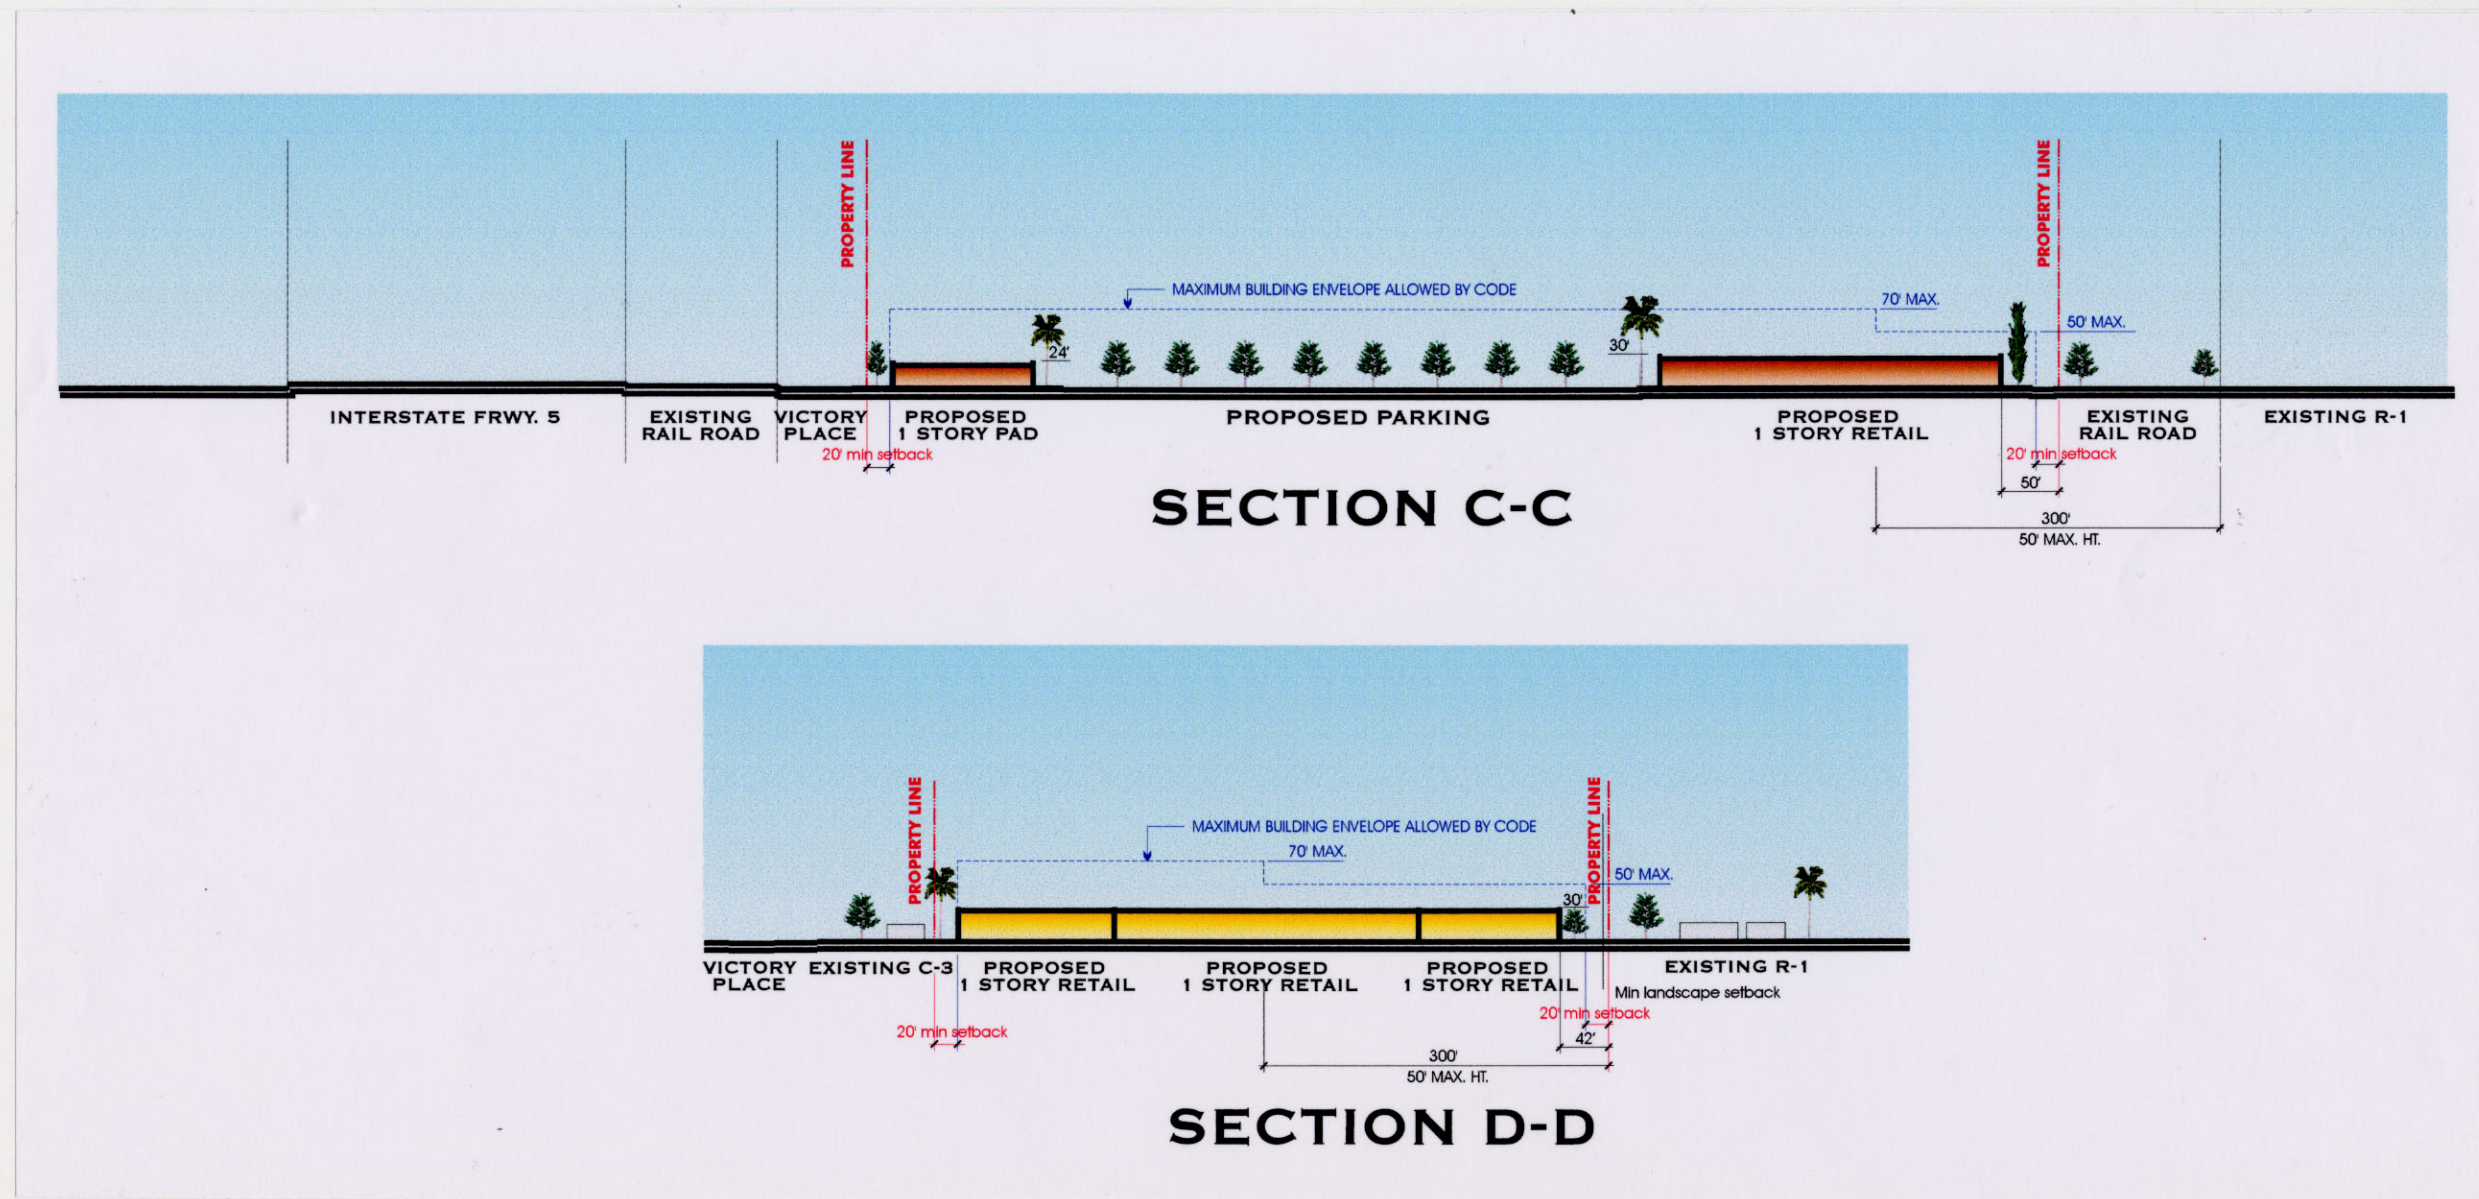 PROPERTY LINE
PROPERTY LINE
MAXIMUM BUILDING ENVELOPE ALLOWED BY CODE
70' MAX.
50' MAX.
24'
30'
INTERSTATE FRWY. 5
EXISTING
RAIL ROAD
VICTORY
PLACE
PROPOSED
1 STORY PAD
PROPOSED PARKING
PROPOSED
1 STORY RETAIL
EXISTING
RAIL ROAD
EXISTING R-1
20' min setback
20' min setback
50'
300'
50' MAX. HT.
SECTION C-C
PROPERTY LINE
PROPERTY LINE
MAXIMUM BUILDING ENVELOPE ALLOWED BY CODE
70' MAX.
50' MAX.
30'
VICTORY
PLACE
EXISTING C-3
PROPOSED
1 STORY RETAIL
PROPOSED
1 STORY RETAIL
PROPOSED
1 STORY RETAIL
EXISTING R-1
Min landscape setback
20' min setback
20' min setback
42'
300'
50' MAX. HT.
SECTION D-D